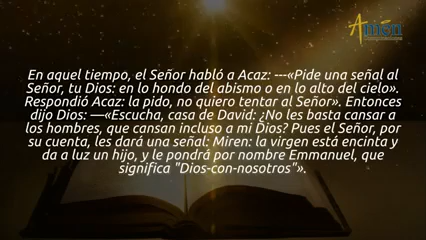 Amén
En aquel tiempo, el Señor habló a Acaz: ---«Pide una señal al
Señor, tu Dios: en lo hondo del abismo o en lo alto del cielo».
Respondió Acaz: la pido, no quiero tentar al Señor». Entonces
dijo Dios: —«Escucha, casa de David: ¿No les basta cansar a
los hombres, que cansan incluso a mi Dios? Pues el Señor, por
su cuenta, les dará una señal: Miren: la virgen está encinta y
da a luz un hijo, y le pondrá por nombre Emmanuel, que
significa "Dios-con-nosotros"».